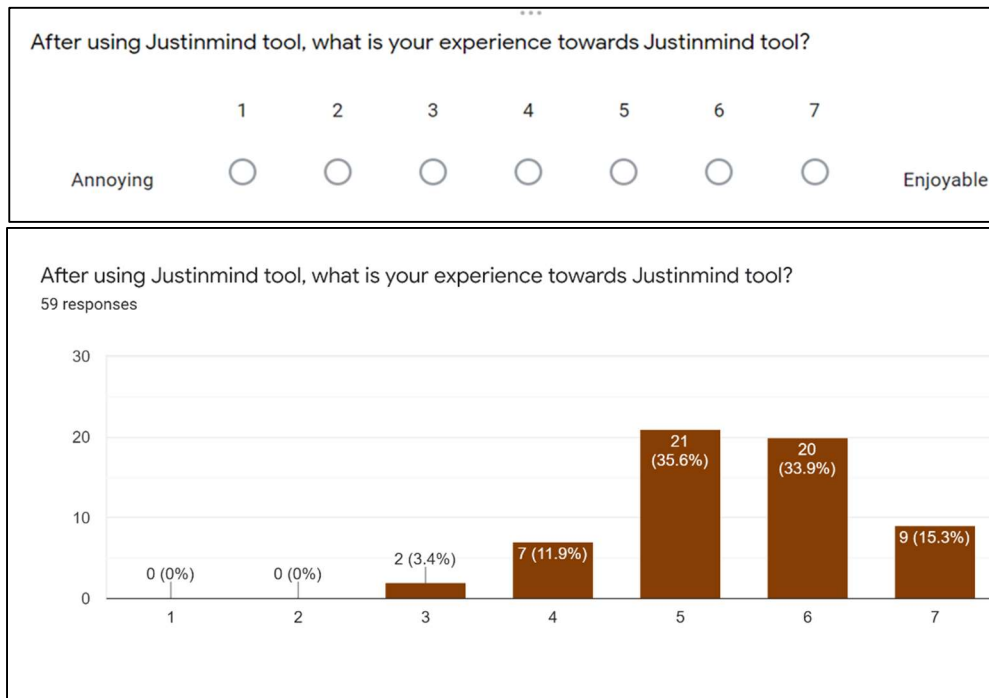 After using Justinmind tool, what is your experience towards Justinmind tool?
1 2 3 4 5 6 7
Annoying Enjoyable
After using Justinmind tool, what is your experience towards Justinmind tool?
59 responses
30
20
10
0
0 (0%)
0 (0%)
2 (3.4%)
7 (11.9%)
21
(35.6%)
20
(33.9%)
9 (15.3%)
1 2 3 4 5 6 7